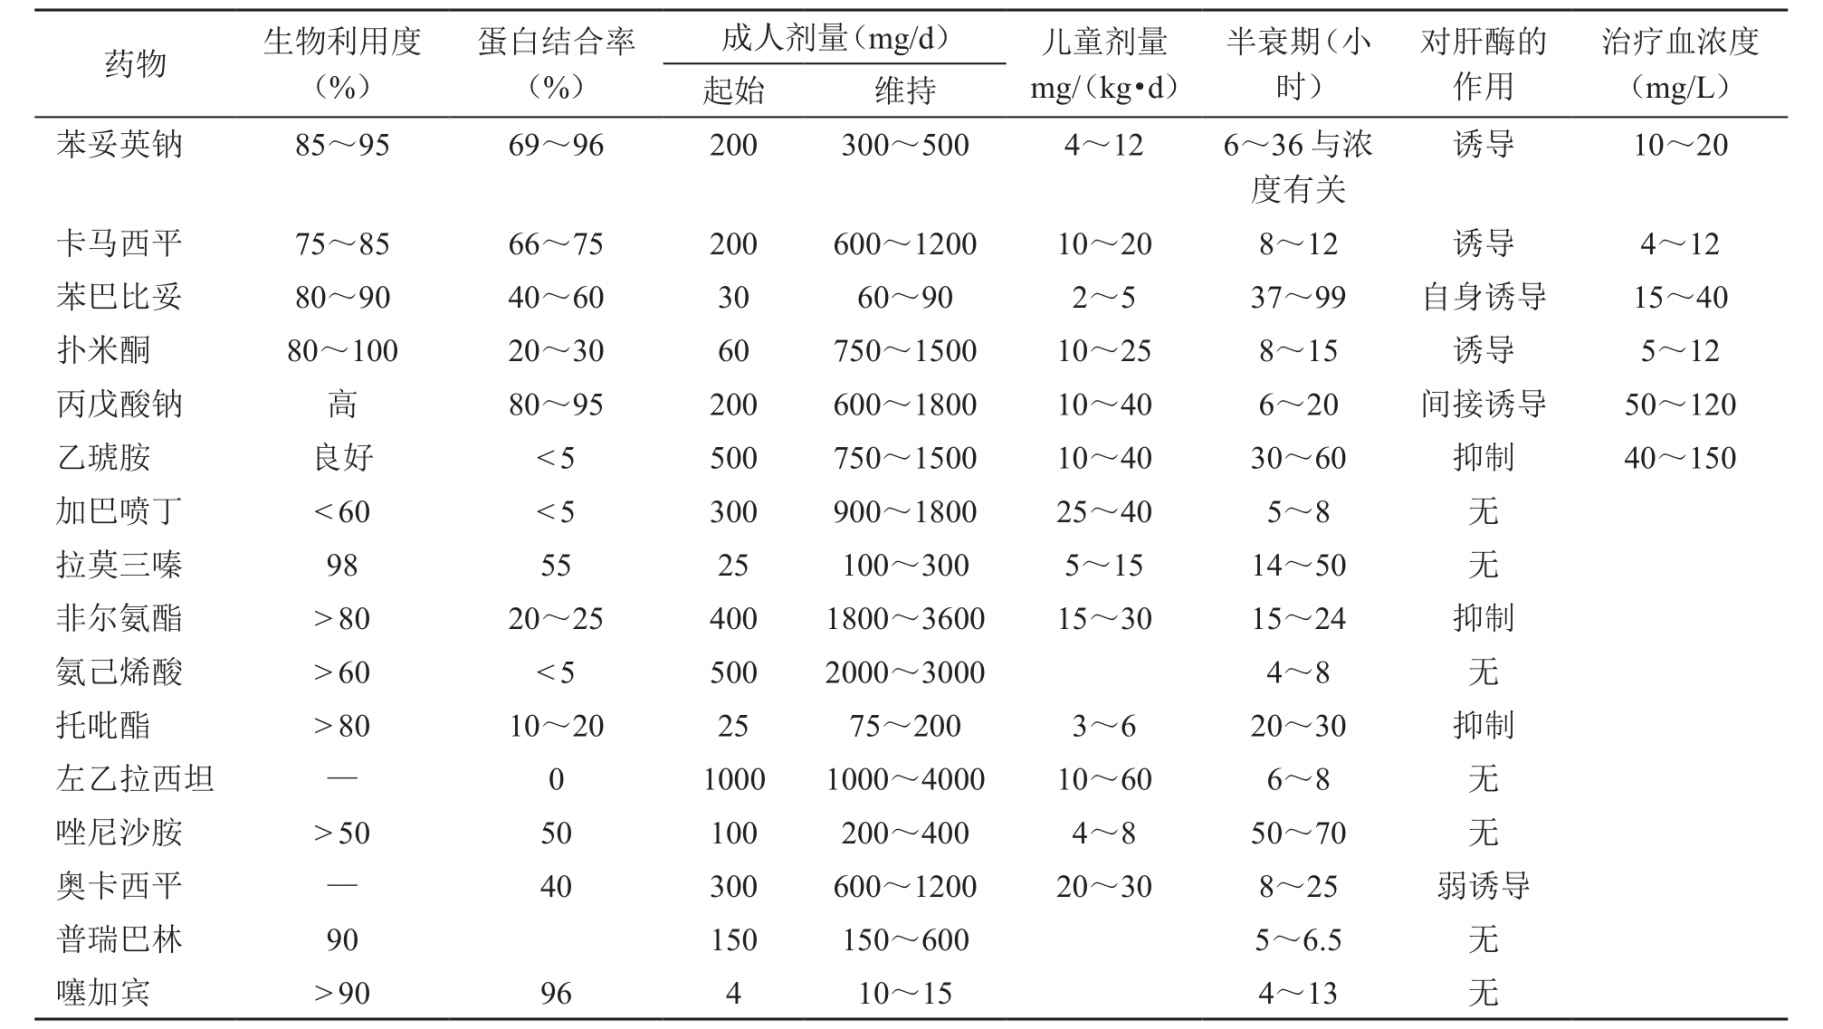 药物 生物利用度（%） 蛋白结合率（%） 成人剂量（mg/d） 起始 维持 儿童剂量 mg/（kg•d） 半衰期（小时） 对肝酶的作用 治疗血浓度（mg/L）
苯妥英钠 85～95 69～96 200 300～500 4～12 6～36与浓度有关 诱导 10～20
卡马西平 75～85 66～75 200 600～1200 10～20 8～12 诱导 4～12
苯巴比妥 80～90 40～60 30 60～90 2～5 37～99 自身诱导 15～40
扑米酮 80～100 20～30 60 750～1500 10～25 8～15 诱导 5～12
丙戊酸钠 高 80～95 200 600～1800 10～40 6～20 间接诱导 50～120
乙琥胺 良好 <5 500 750～1500 10～40 30～60 抑制 40～150
加巴喷丁 <60 <5 300 900～1800 25～40 5～8 无
拉莫三嗪 98 55 25 100～300 5～15 14～50 无
非尔氨酯 >80 20～25 400 1800～3600 15～30 15～24 抑制
氨己烯酸 >60 <5 500 2000～3000 4～8 无
托吡酯 >80 10～20 25 75～200 3～6 20～30 抑制
左乙拉西坦 — 0 1000 1000～4000 10～60 6～8 无
唑尼沙胺 >50 50 100 200～400 4～8 50～70 无
奥卡西平 — 40 300 600～1200 20～30 8～25 弱诱导
普瑞巴林 90 150 150～600 5～6.5 无
噻加宾 >90 96 4 10～15 4～13 无